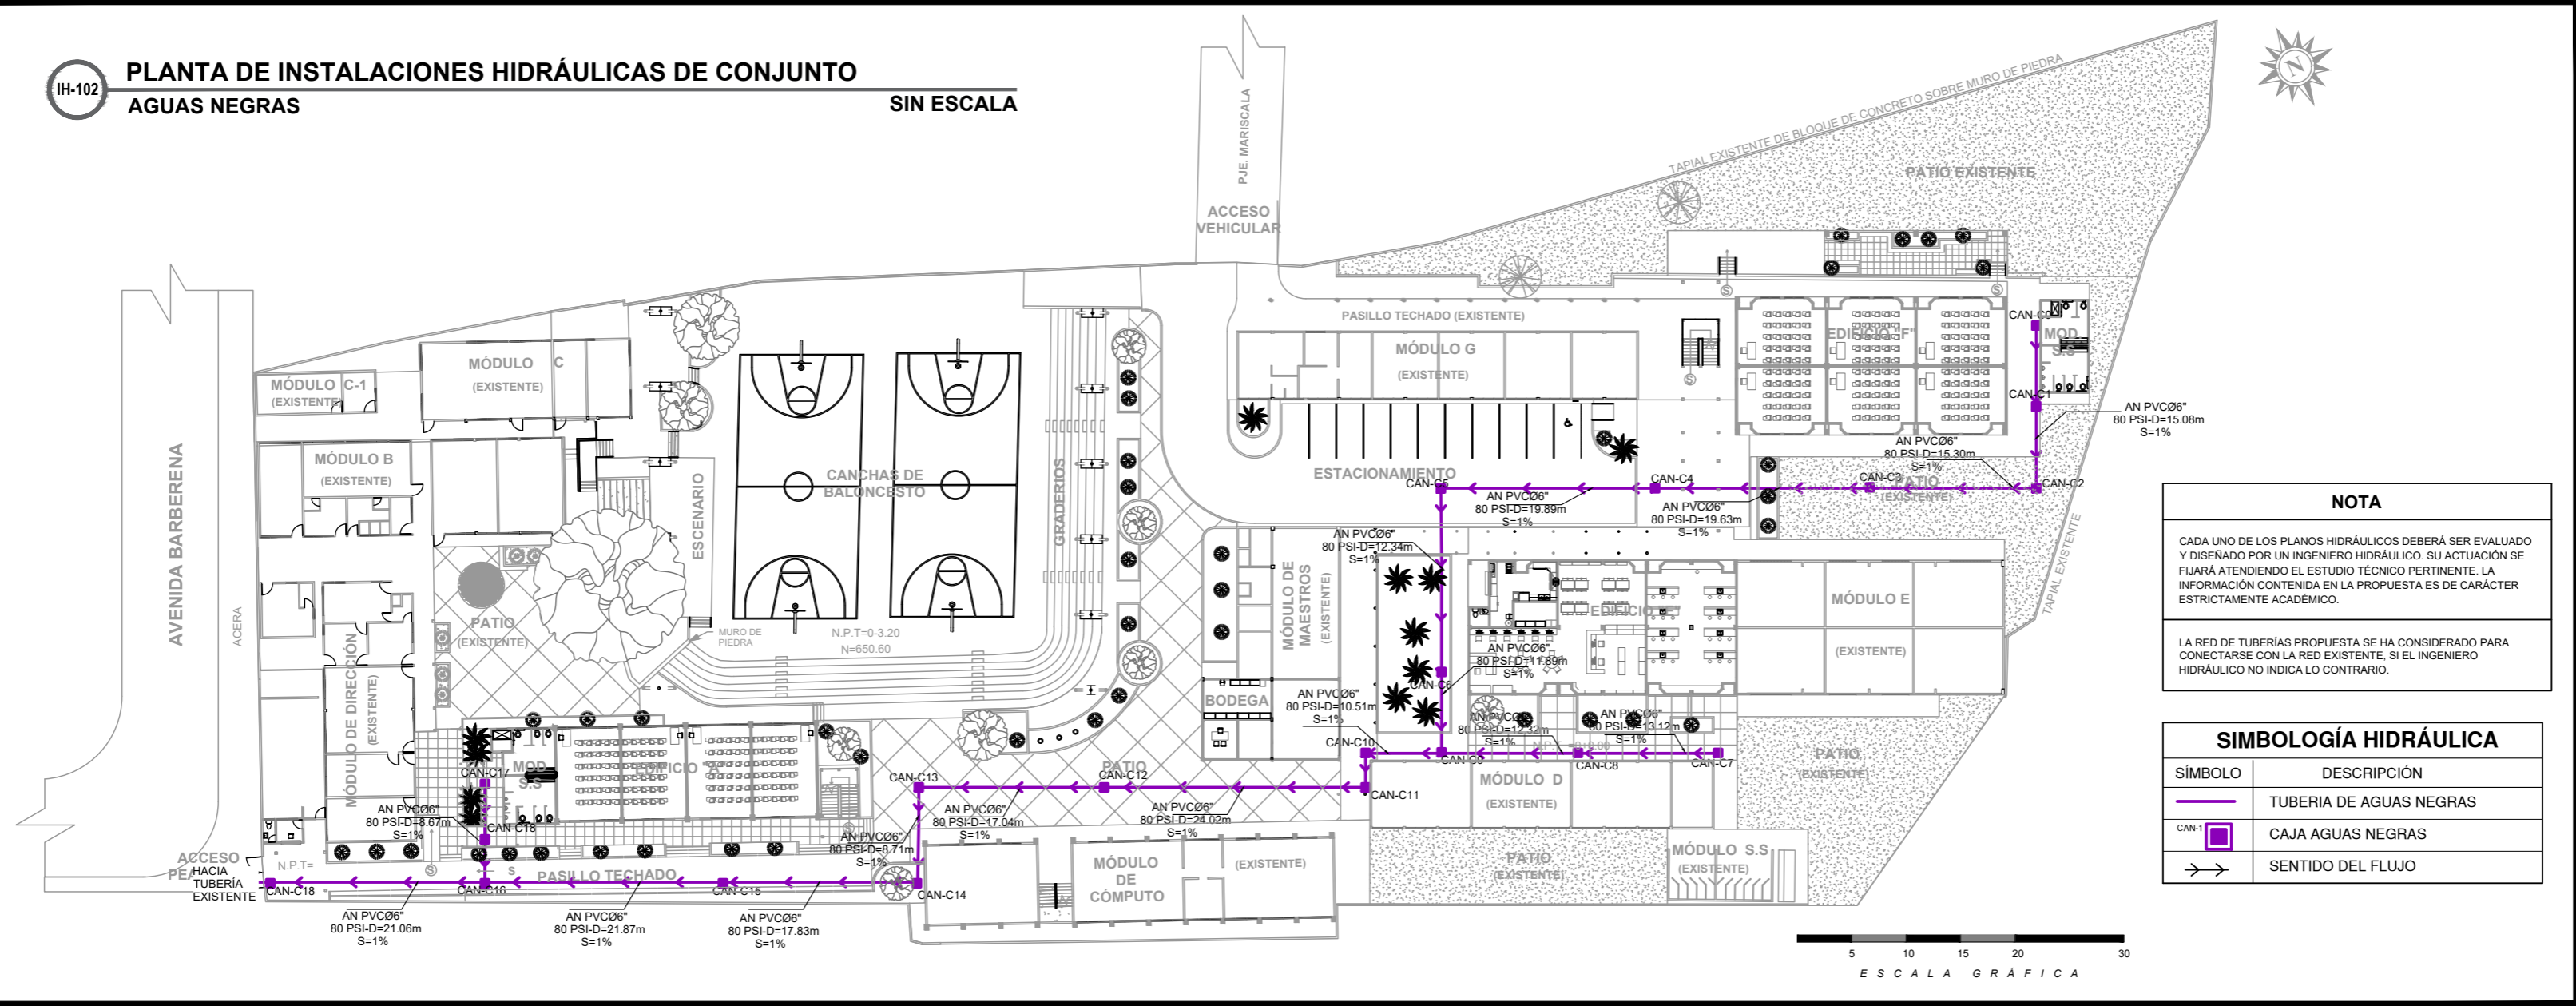 IH-102
PLANTA DE INSTALACIONES HIDRÁULICAS DE CONJUNTO
AGUAS NEGRAS
SIN ESCALA
N
PJE. MARISCALA
ACCESO
VEHICULAR
TAPIAL EXISTENTE DE BLOQUE DE CONCRETO SOBRE MURO DE PIEDRA
PATIO EXISTENTE
PASILLO TECHADO (EXISTENTE)
MÓDULO G
(EXISTENTE)
S
S
S
EDIFICIO "F"
CAN-C0
MOD.
S.S
CAN-C1
AN PVCØ6"
80 PSI-D=15.08m
S=1%
AN PVCØ6"
80 PSI-D=15.30m
S=1%
CAN-C2
CAN-C3
PATIO
(EXISTENTE)
CAN-C4
AN PVCØ6"
80 PSI-D=19.63m
S=1%
AN PVCØ6"
80 PSI-D=19.89m
S=1%
ESTACIONAMIENTO
CAN-C5
AN PVCØ6"
80 PSI-D=12.34m
S=1%
TAPIAL EXISTENTE
MÓDULO C-1
(EXISTENTE)
MÓDULO C
(EXISTENTE)
MÓDULO B
(EXISTENTE)
AVENIDA BARBERENA
ACERA
ESCENARIO
CANCHAS DE
BALONCESTO
GRADERIOS
N.P.T=0-3.20
N=650.60
MURO DE
PIEDRA
PATIO
(EXISTENTE)
MÓDULO DE DIRECCIÓN
(EXISTENTE)
MÓDULO DE
MAESTROS
(EXISTENTE)
BODEGA
EDIFICIO "E"
MÓDULO E
(EXISTENTE)
AN PVCØ6"
80 PSI-D=11.89m
S=1%
CAN-C6
AN PVCØ6"
80 PSI-D=10.51m
S=1%
AN PVCØ6"
80 PSI-D=12.32m
S=1%
AN PVCØ6"
80 PSI-D=13.12m
S=1%
CAN-C10
CAN-C9
CAN-C8
CAN-C7
CAN-C11
MÓDULO D
(EXISTENTE)
PATIO
(EXISTENTE)
PATIO
CAN-C12
CAN-C13
AN PVCØ6"
80 PSI-D=17.04m
S=1%
AN PVCØ6"
80 PSI-D=24.02m
S=1%
AN PVCØ6"
80 PSI-D=8.71m
S=1%
CAN-C17
MOD.
S.S
EDIFICIO "A"
AN PVCØ6"
80 PSI-D=8.67m
S=1%
CAN-C18
ACCESO
HACIA
TUBERÍA
EXISTENTE
N.P.T=
S
S
PASILLO TECHADO
CAN-C18
CAN-C16
CAN-C15
CAN-C14
AN PVCØ6"
80 PSI-D=21.06m
S=1%
AN PVCØ6"
80 PSI-D=21.87m
S=1%
AN PVCØ6"
80 PSI-D=17.83m
S=1%
MÓDULO
DE
CÓMPUTO
(EXISTENTE)
PATIO
(EXISTENTE)
MÓDULO S.S
(EXISTENTE)
NOTA
CADA UNO DE LOS PLANOS HIDRÁULICOS DEBERÁ SER EVALUADO
Y DISEÑADO POR UN INGENIERO HIDRÁULICO. SU ACTUACIÓN SE
FIJARÁ ATENDIENDO EL ESTUDIO TÉCNICO PERTINENTE. LA
INFORMACIÓN CONTENIDA EN LA PROPUESTA ES DE CARÁCTER
ESTRICTAMENTE ACADÉMICO.
LA RED DE TUBERÍAS PROPUESTA SE HA CONSIDERADO PARA
CONECTARSE CON LA RED EXISTENTE, SI EL INGENIERO
HIDRÁULICO NO INDICA LO CONTRARIO.
SIMBOLOGÍA HIDRÁULICA
SÍMBOLO DESCRIPCIÓN
TUBERIA DE AGUAS NEGRAS
CAN-1 CAJA AGUAS NEGRAS
SENTIDO DEL FLUJO
5 10 15 20 30
ESCALA GRÁFICA